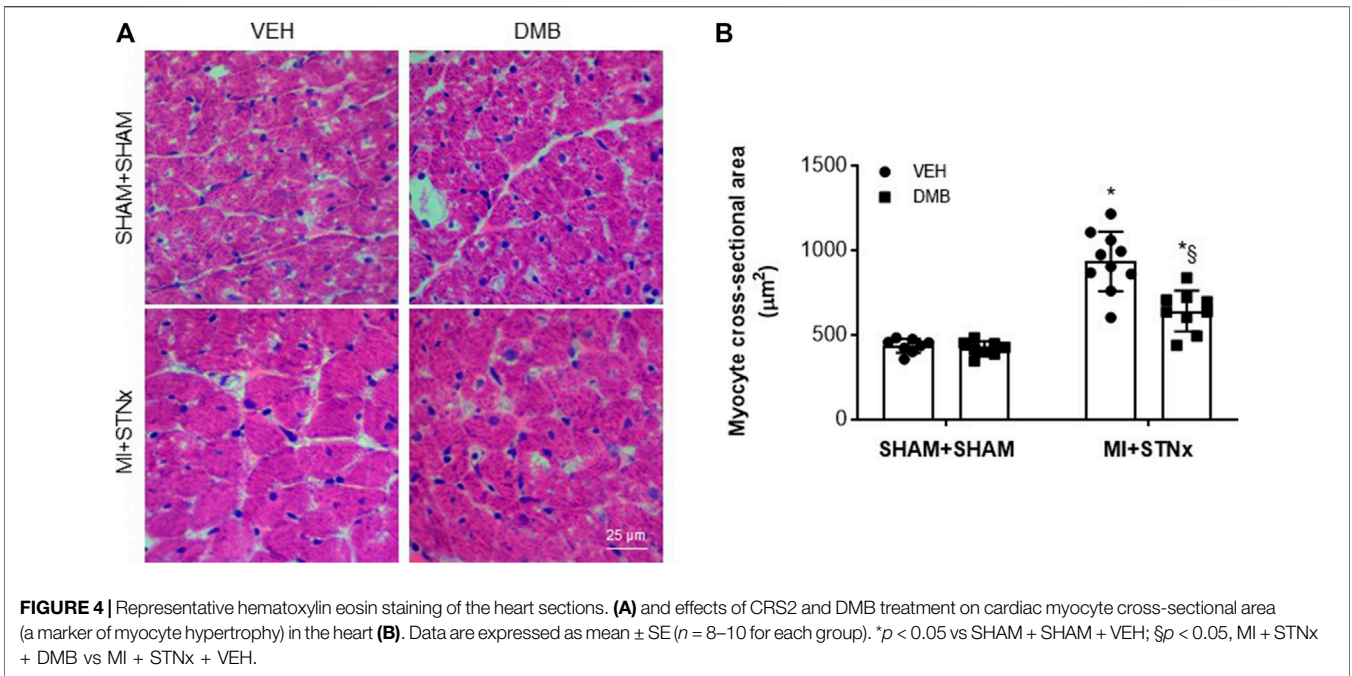 A
VEH
DMB
SHAM+SHAM
MI+STNx
25 µm
B
Myocyte cross-sectional area
(µm²)
1500
1000
500
0
VEH
DMB
*
*§
SHAM+SHAM
MI+STNx
FIGURE 4 | Representative hematoxylin eosin staining of the heart sections. (A) and effects of CRS2 and DMB treatment on cardiac myocyte cross-sectional area
(a marker of myocyte hypertrophy) in the heart (B). Data are expressed as mean ± SE (n = 8–10 for each group). *p < 0.05 vs SHAM + SHAM + VEH; §p < 0.05, MI + STNx
+ DMB vs MI + STNx + VEH.